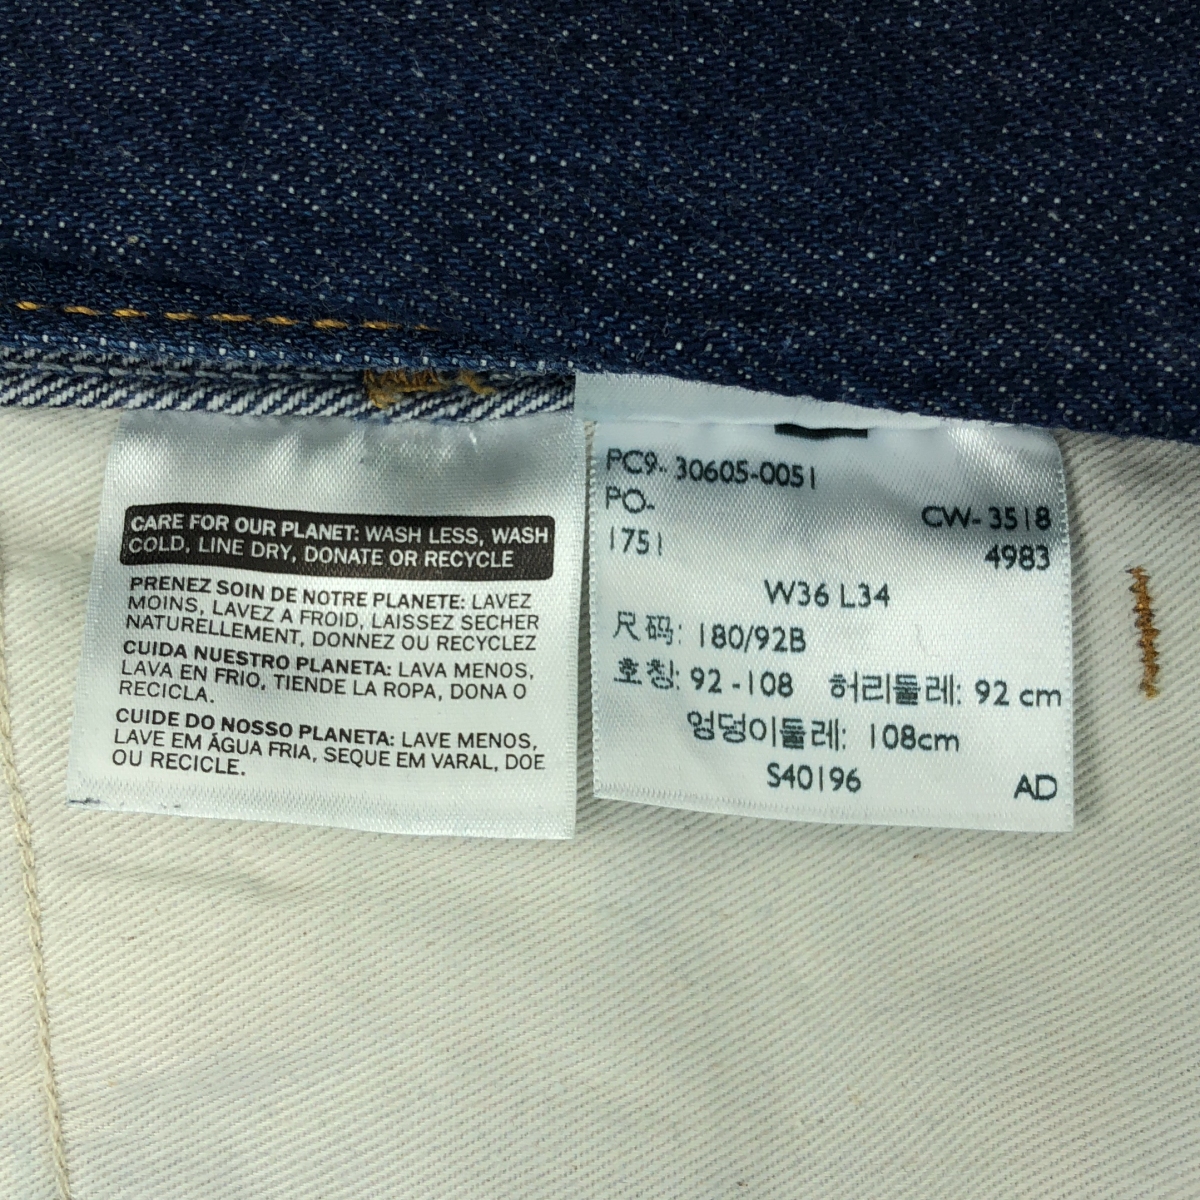 CARE FOR OUR PLANET: WASH LESS, WASH
COLD, LINE DRY, DONATE OR RECYCLE
PRENEZ SOIN DE NOTRE PLANETE: LAVEZ
MOINS, LAVEZ A FROID, LAISSEZ SECHER
NATURELLEMENT, DONNEZ OU RECYCLEZ
CUIDA NUESTRO PLANETA: LAVA MENOS,
LAVA EN FRIO, TIENDE LA ROPA, DONA O
RECICLA.
CUIDE DO NOSSO PLANETA: LAVE MENOS,
LAVE EM ÁGUA FRIA, SEQUE EM VARAL, DOE
OU RECICLE.
PC9- 30605-0051
PO- CW- 3518
1751 4983
W36 L34
尺码: 180/92B
호칭: 92 -108 허리둘레: 92 cm
엉덩이둘레: 108cm
S40196 AD